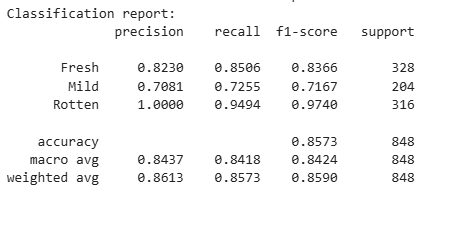 Classification report:
precision recall f1-score support
Fresh 0.8230 0.8506 0.8366 328
Mild 0.7081 0.7255 0.7167 204
Rotten 1.0000 0.9494 0.9740 316
accuracy 0.8573 848
macro avg 0.8437 0.8418 0.8424 848
weighted avg 0.8613 0.8573 0.8590 848